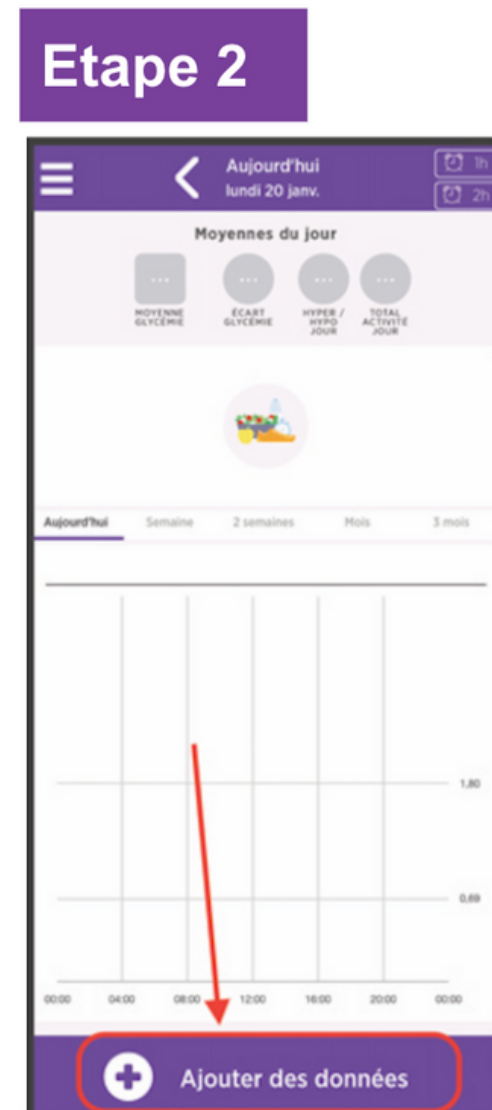 Etape 2
Aujourd'hui
lundi 20 janv.
1h
2h
Moyennes du jour
MOYENNE GLYCÉMIE
ÉCART GLYCÉMIE
HYPER / HYPO JOUR
TOTAL ACTIVITÉ JOUR
Aujourd'hui Semaine 2 semaines Mois 3 mois
1,80
0,69
00:00 04:00 08:00 12:00 16:00 20:00 00:00
Ajouter des données